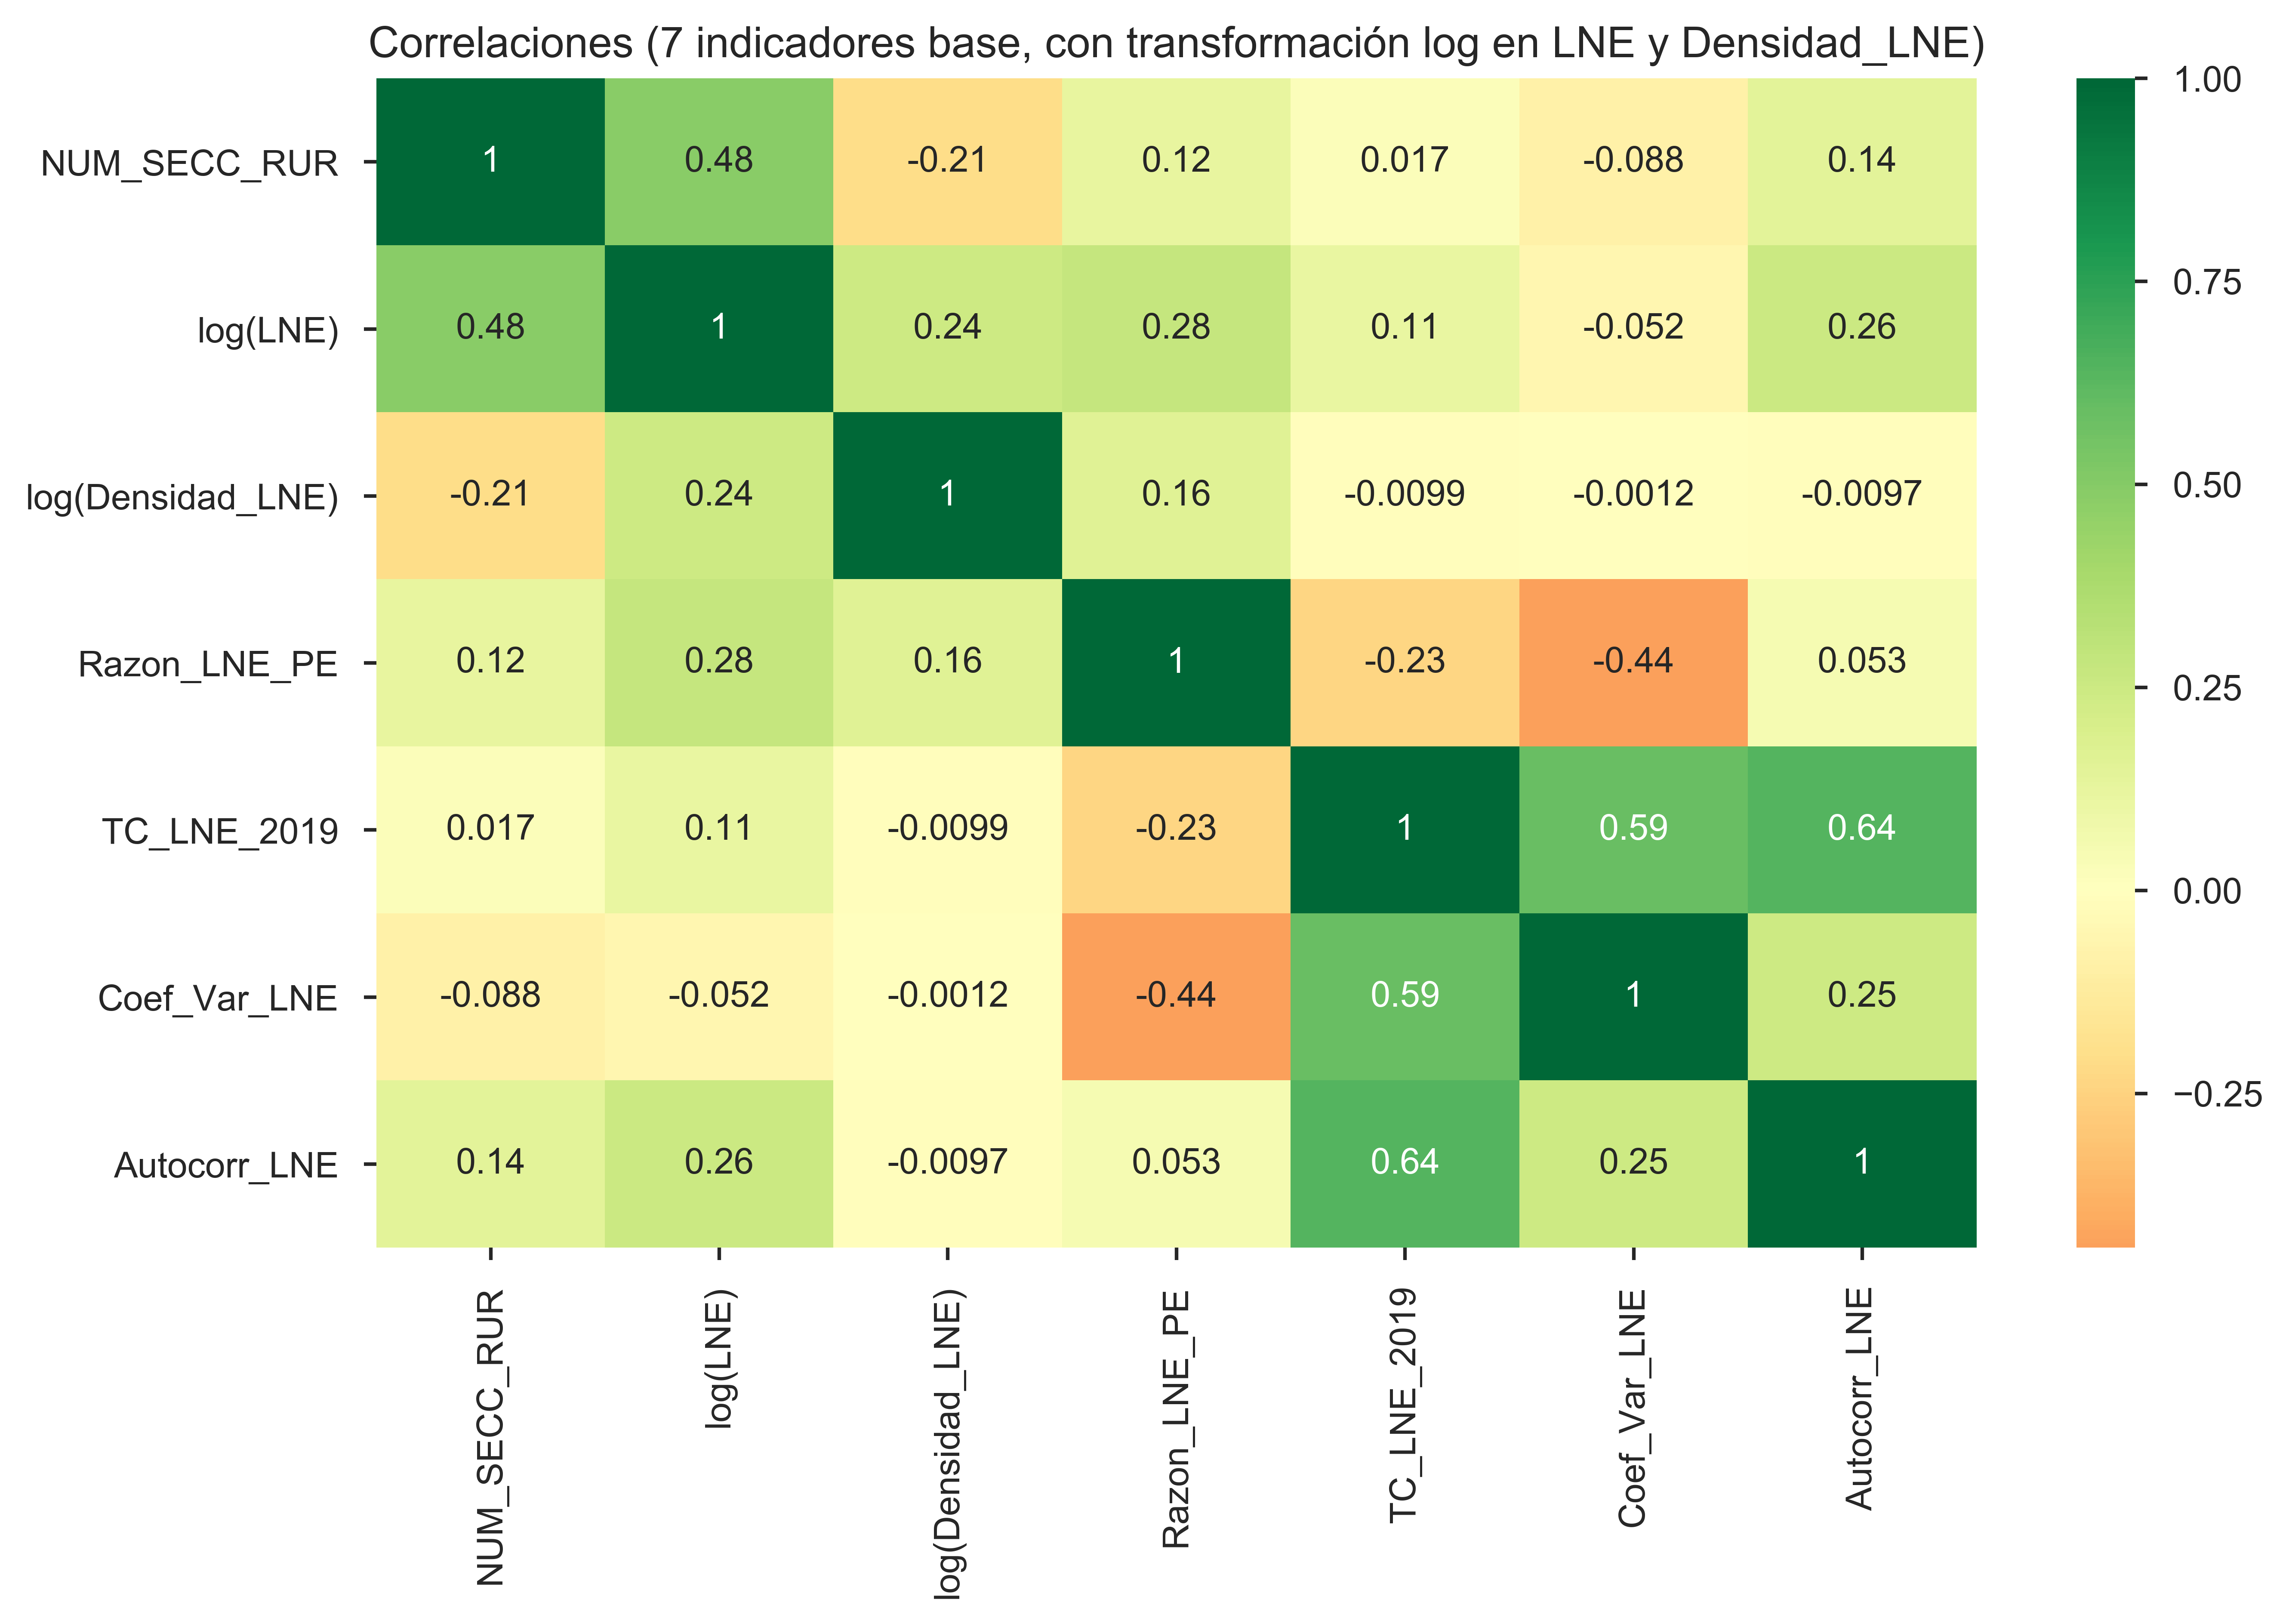 Correlaciones (7 indicadores base, con transformación log en LNE y Densidad_LNE)
NUM_SECC_RUR 1 0.48 -0.21 0.12 0.017 -0.088 0.14
log(LNE) 0.48 1 0.24 0.28 0.11 -0.052 0.26
log(Densidad_LNE) -0.21 0.24 1 0.16 -0.0099 -0.0012 -0.0097
Razon_LNE_PE 0.12 0.28 0.16 1 -0.23 -0.44 0.053
TC_LNE_2019 0.017 0.11 -0.0099 -0.23 1 0.59 0.64
Coef_Var_LNE -0.088 -0.052 -0.0012 -0.44 0.59 1 0.25
Autocorr_LNE 0.14 0.26 -0.0097 0.053 0.64 0.25 1
NUM_SECC_RUR
log(LNE)
log(Densidad_LNE)
Razon_LNE_PE
TC_LNE_2019
Coef_Var_LNE
Autocorr_LNE
1.00
0.75
0.50
0.25
0.00
−0.25